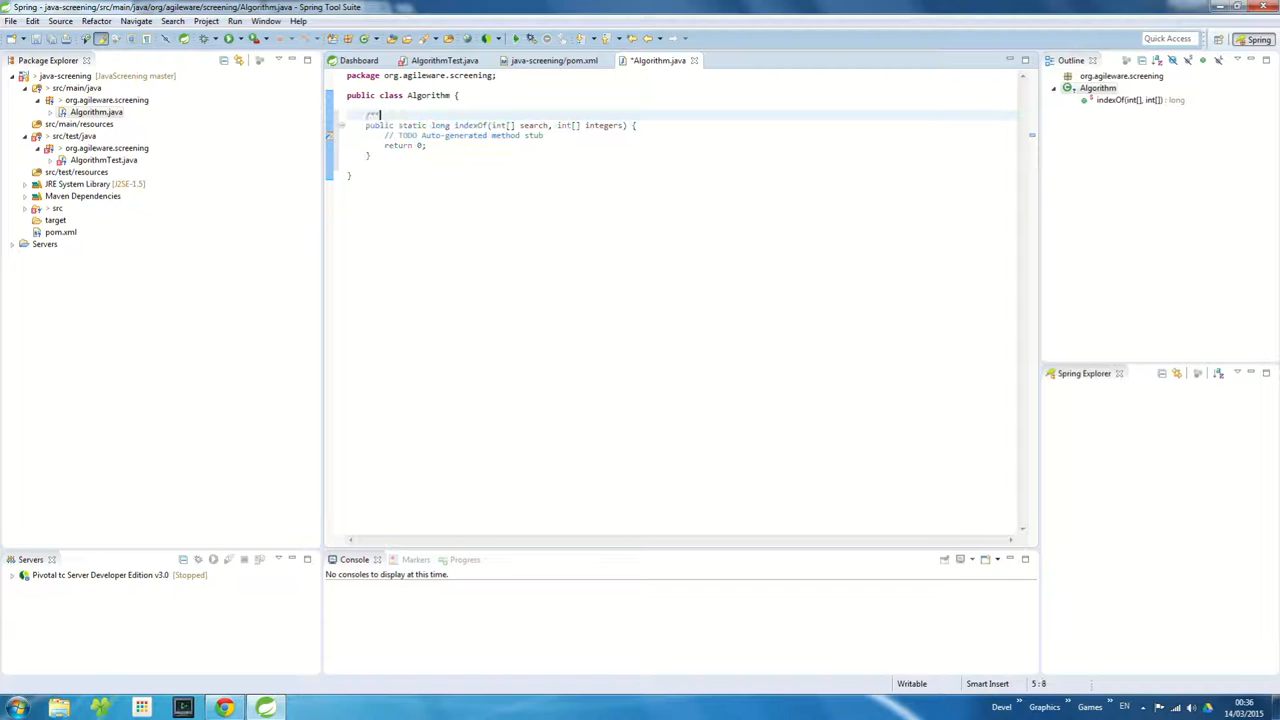 Spring - java-screening/src/main/java/org/agileware/screening/Algorithm.java - Spring Tool Suite
File Edit Source Refactor Navigate Search Project Run Window Help
Quick Access
Spring
Package Explorer
java-screening [JavaScreening master]
src/main/java
org.agileware.screening
Algorithm.java
src/test/java
org.agileware.screening
AlgorithmTest.java
src/main/resources
src/test/resources
JRE System Library [J2SE-1.5]
Maven Dependencies
src
target
pom.xml
Servers
Dashboard AlgorithmTest.java java-screening/pom.xml *Algorithm.java
package org.agileware.screening;
public class Algorithm {
/**
public static long indexOf(int[] search, int[] integers) {
// TODO Auto-generated method stub
return 0;
}
}
Outline
org.agileware.screening
Algorithm
indexOf(int[], int[]) : long
Spring Explorer
Servers
Pivotal tc Server Developer Edition v3.0 [Stopped]
Console Markers Progress
No consoles to display at this time.
Writable Smart Insert 5 : 8
Devel » Graphics » Games » EN 00:36
14/03/2015